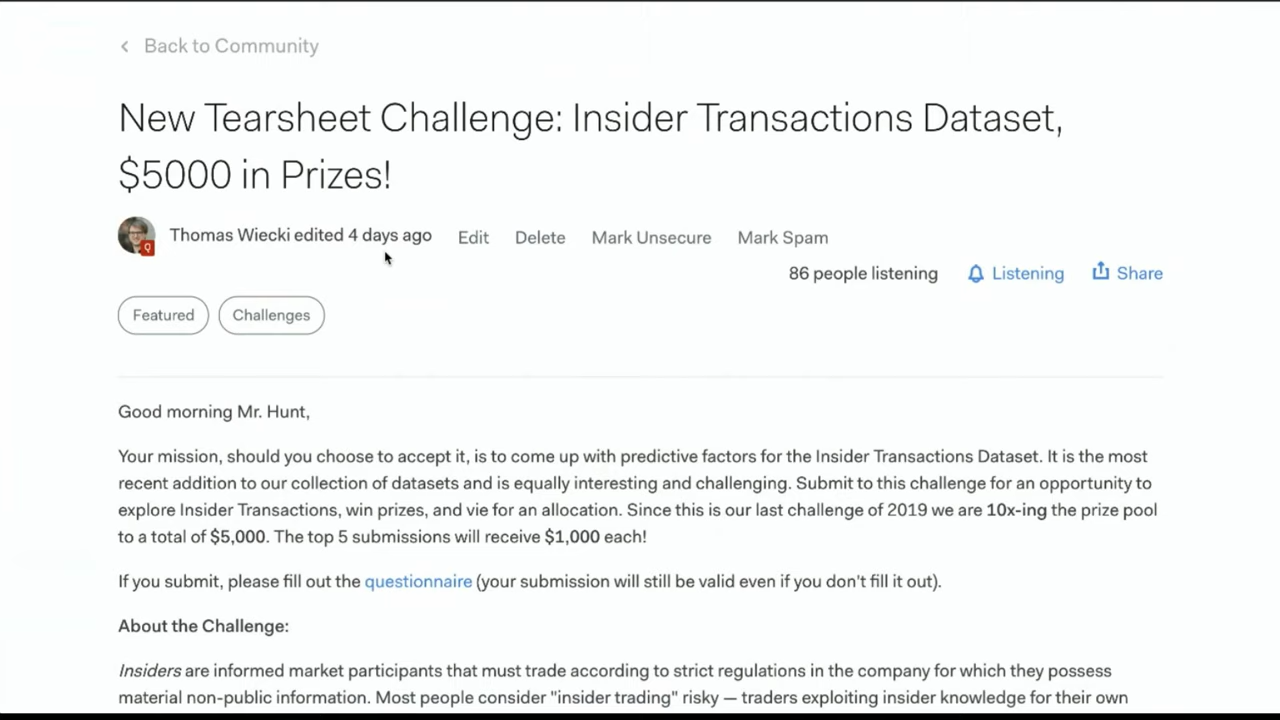 Back to Community
New Tearsheet Challenge: Insider Transactions Dataset,
$5000 in Prizes!
Thomas Wiecki edited 4 days ago Edit Delete Mark Unsecure Mark Spam
Q
86 people listening Listening Share
Featured Challenges
Good morning Mr. Hunt,
Your mission, should you choose to accept it, is to come up with predictive factors for the Insider Transactions Dataset. It is the most
recent addition to our collection of datasets and is equally interesting and challenging. Submit to this challenge for an opportunity to
explore Insider Transactions, win prizes, and vie for an allocation. Since this is our last challenge of 2019 we are 10x-ing the prize pool
to a total of $5,000. The top 5 submissions will receive $1,000 each!
If you submit, please fill out the questionnaire (your submission will still be valid even if you don't fill it out).
About the Challenge:
Insiders are informed market participants that must trade according to strict regulations in the company for which they possess
material non-public information. Most people consider "insider trading" risky — traders exploiting insider knowledge for their own